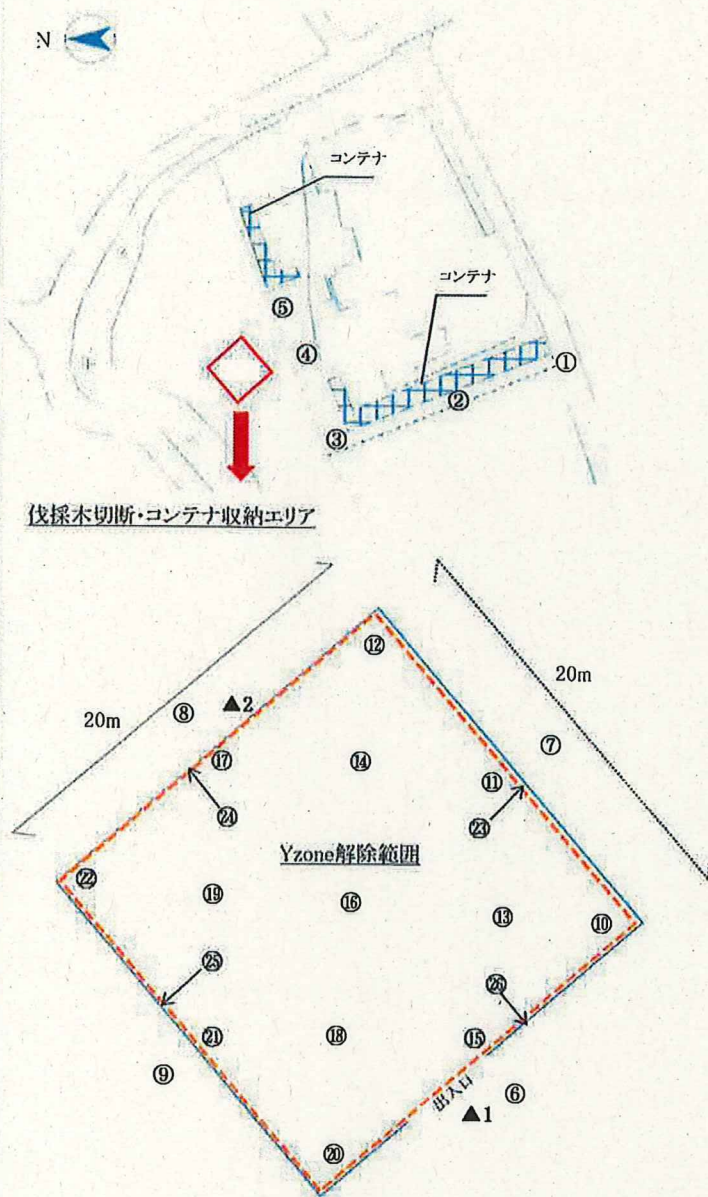 N
コンテナ
コンテナ
⑤
④
①
②
③
伐採木切断・コンテナ収納エリア
⑫
20m
20m
⑧ ▲2
⑦
⑰ ⑭ ⑪
㉔ ㉓
Yzone解除範囲
㉒ ⑲ ⑯ ⑬ ⑩
㉕ ㉖
㉑ ⑱ ⑮
⑨ 出入口 ⑥
▲1
⑳